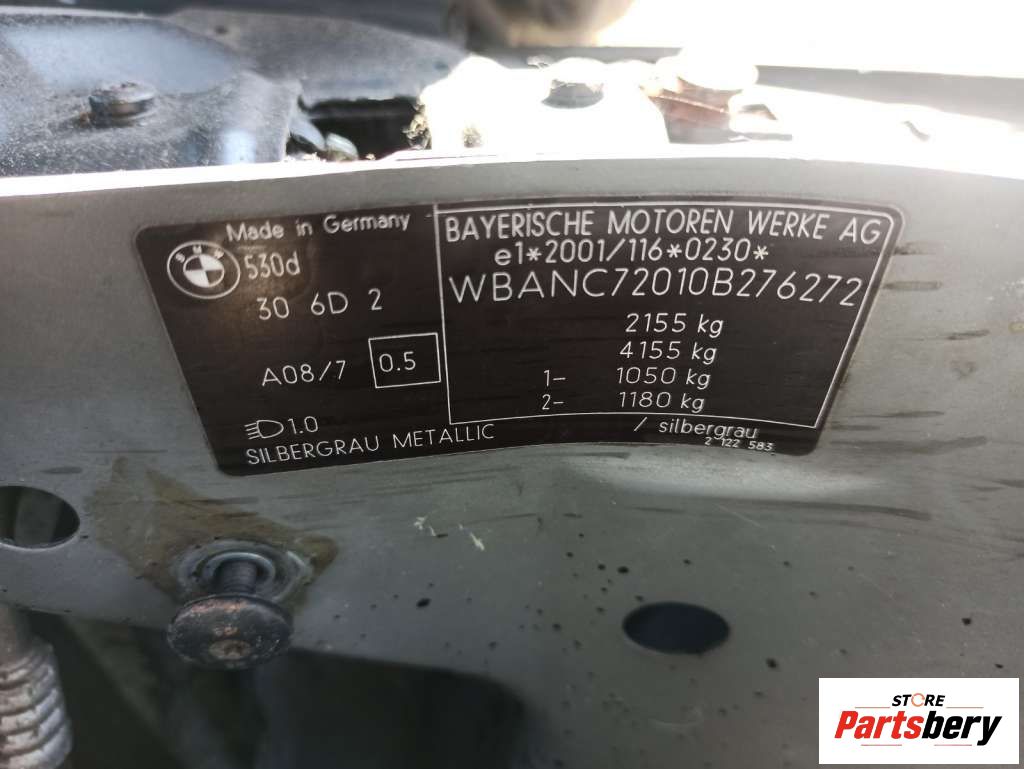 Made in Germany
BMW
530d
30 6D 2
A08/7 0.5
1.0
SILBERGRAU METALLIC
BAYERISCHE MOTOREN WERKE AG
e1*2001/116*0230*
WBANC72010B276272
2155 kg
4155 kg
1- 1050 kg
2- 1180 kg
/ silbergrau
2 122 583
STORE
Partsbery